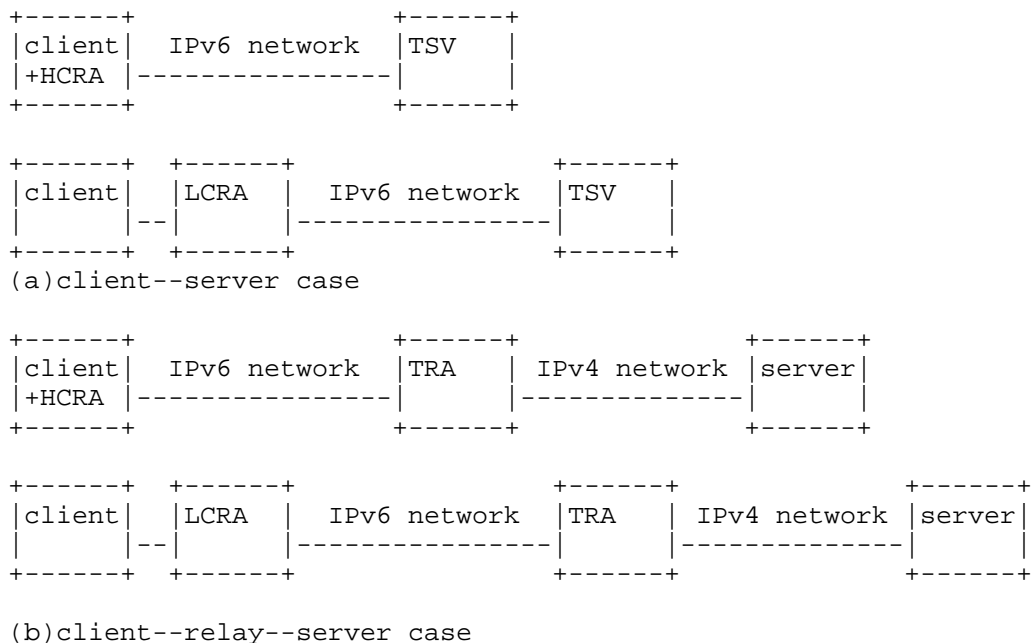 +------+                +------+
|client|  IPv6 network  |TSV   |
|+HCRA |----------------|      |
+------+                +------+

+------+  +------+                +------+
|client|  |LCRA  |  IPv6 network  |TSV   |
|      |--|      |----------------|      |
+------+  +------+                +------+
(a)client--server case

+------+                +------+              +------+
|client|  IPv6 network  |TRA   | IPv4 network |server|
|+HCRA |----------------|      |--------------|      |
+------+                +------+              +------+

+------+  +------+                +------+              +------+
|client|  |LCRA  |  IPv6 network  |TRA   | IPv4 network |server|
|      |--|      |----------------|      |--------------|      |
+------+  +------+                +------+              +------+

(b)client--relay--server case